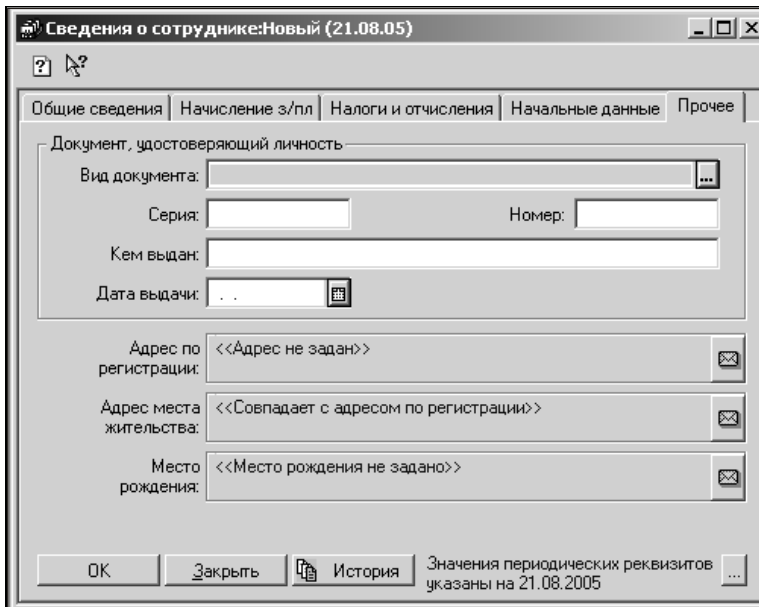 Сведения о сотруднике:Новый (21.08.05)
Общие сведения Начисление з/пл Налоги и отчисления Начальные данные Прочее
Документ, удостоверяющий личность
Вид документа: ...
Серия: Номер:
Кем выдан:
Дата выдачи: . .
Адрес по регистрации: <<Адрес не задан>>
Адрес места жительства: <<Совпадает с адресом по регистрации>>
Место рождения: <<Место рождения не задано>>
OK Закрыть История Значения периодических реквизитов указаны на 21.08.2005 ...